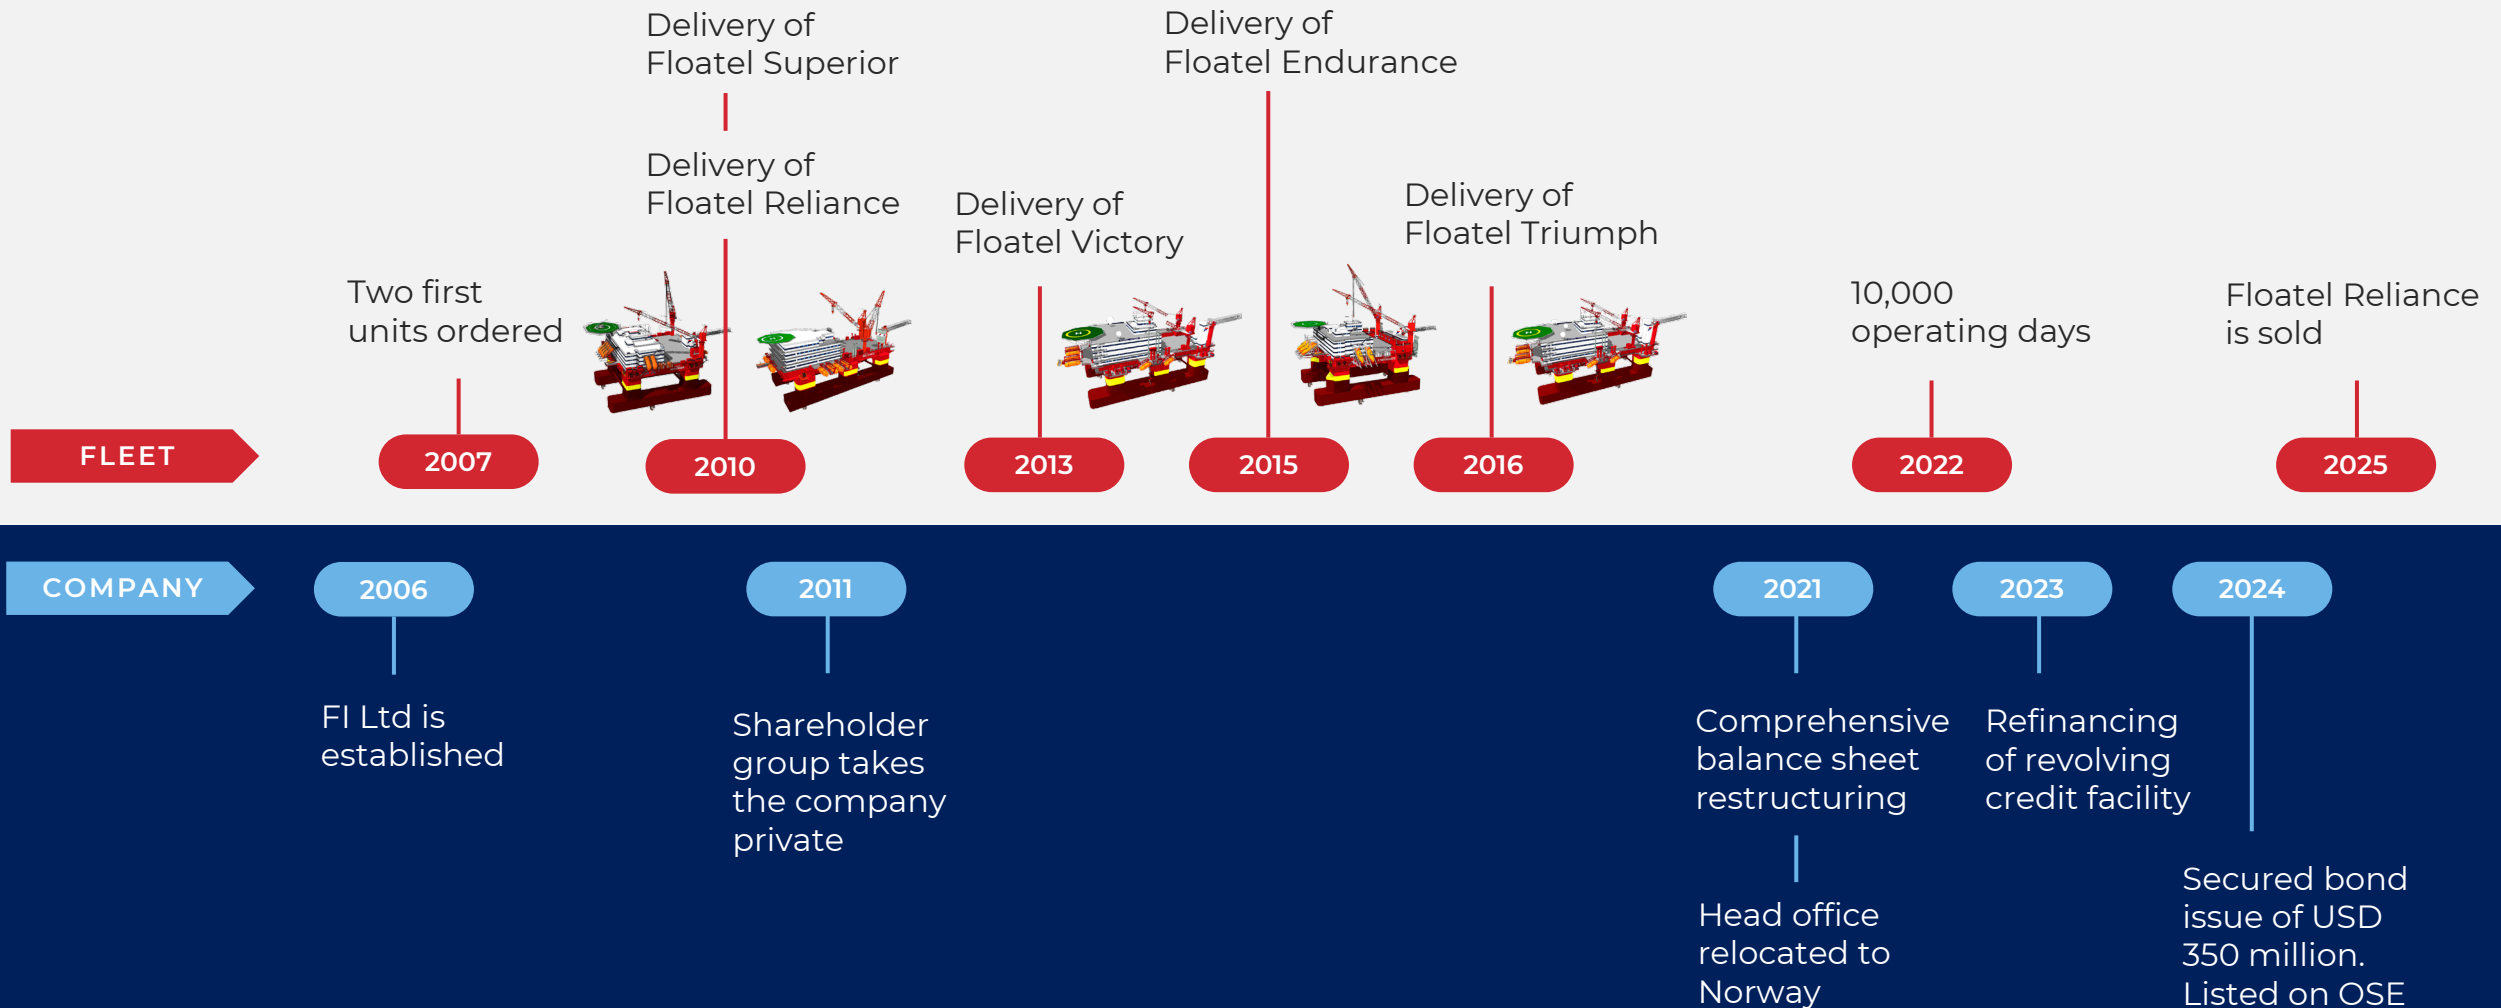 Delivery of
Floatel Superior
Delivery of
Floatel Reliance
Delivery of
Floatel Endurance
Delivery of
Floatel Victory
Delivery of
Floatel Triumph
Two first
units ordered
10,000
operating days
Floatel Reliance
is sold
FLEET
2007
2010
2013
2015
2016
2022
2025
COMPANY
2006
2011
2021
2023
2024
FI Ltd is
established
Shareholder
group takes
the company
private
Comprehensive
balance sheet
restructuring
Head office
relocated to
Norway
Refinancing
of revolving
credit facility
Secured bond
issue of USD
350 million.
Listed on OSE